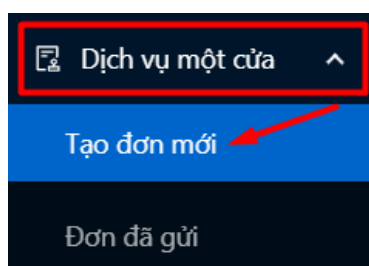 Dịch vụ một cửa
Tạo đơn mới
Đơn đã gửi